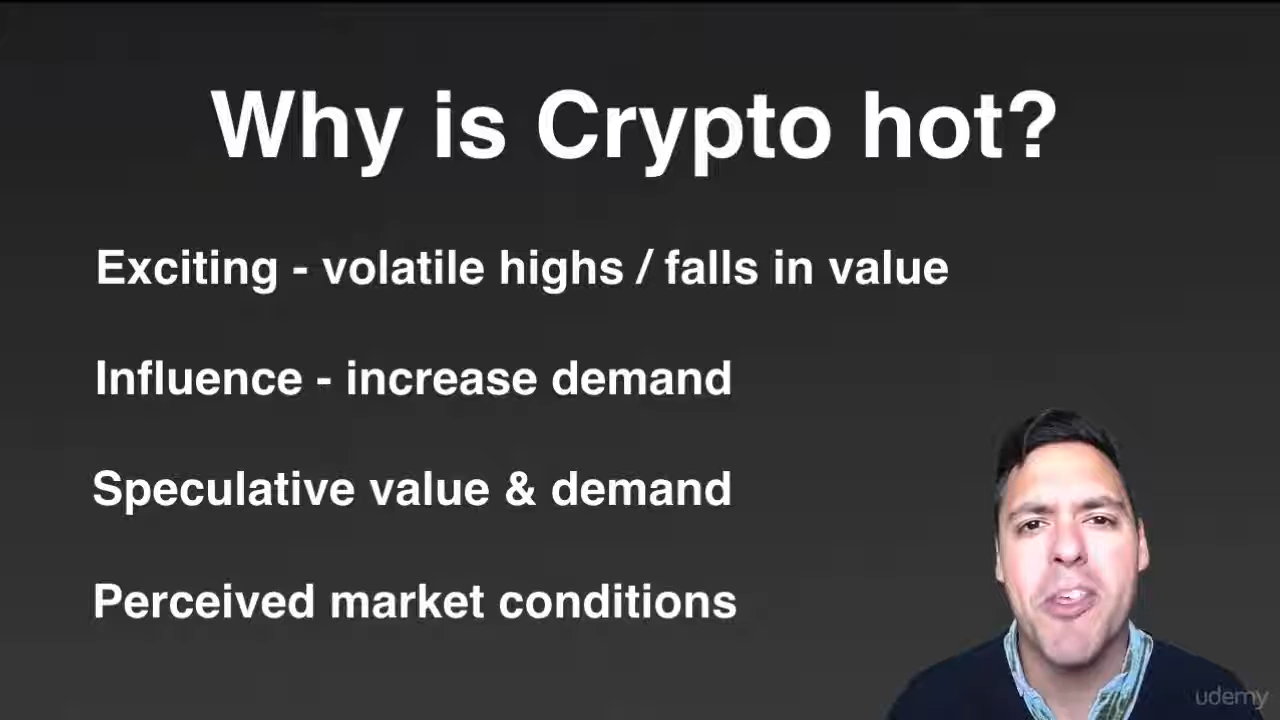 Why is Crypto hot?
Exciting - volatile highs / falls in value
Influence - increase demand
Speculative value & demand
Perceived market conditions
udemy